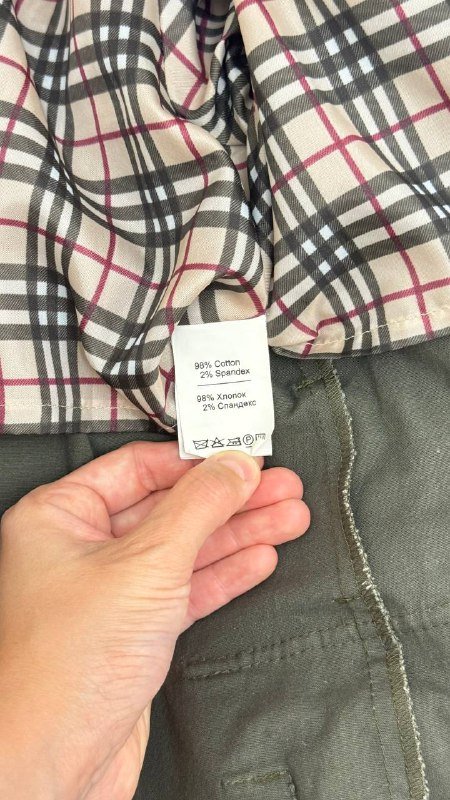 98% Cotton
2% Spandex
98% Хлопок
2% Спандекс
P